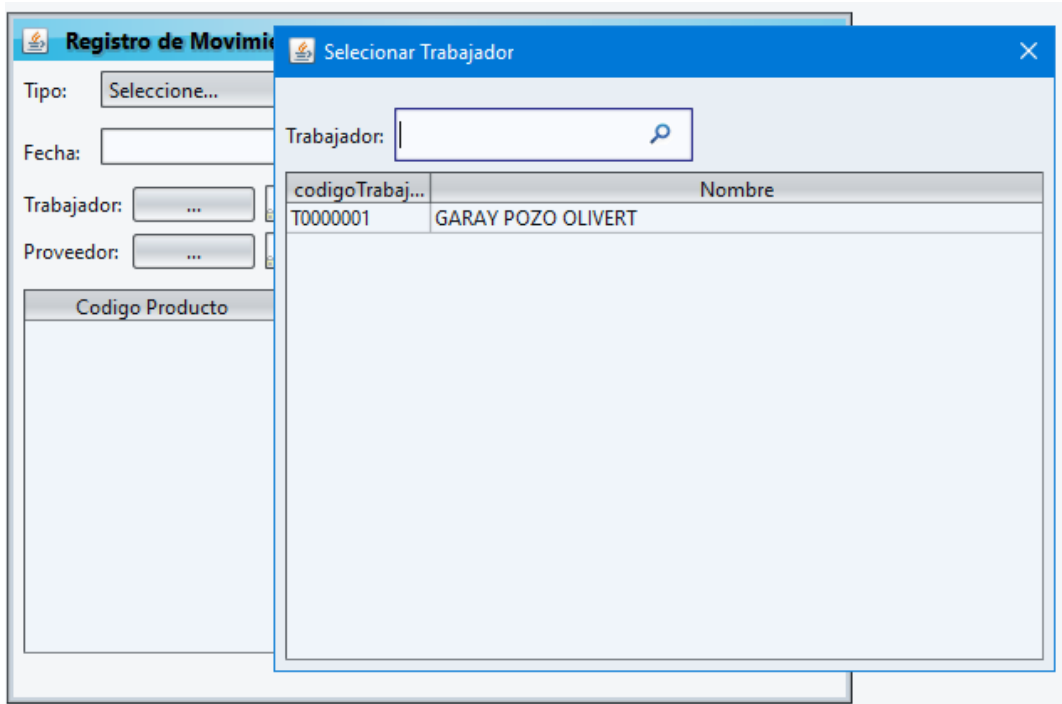 Registro de Movimie
Tipo:
Seleccione...
Fecha:
Trabajador:
...
Proveedor:
...
Codigo Producto
Selecionar Trabajador
Trabajador:
codigoTrabaj... Nombre
T0000001 GARAY POZO OLIVERT